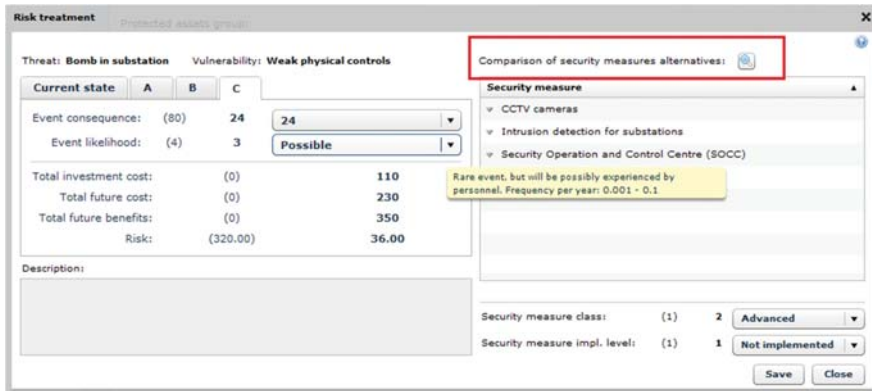 Risk treatment
Protected assets group:
Threat: Bomb in substation Vulnerability: Weak physical controls
Comparison of security measures alternatives:
Current state A B C
Event consequence: (80) 24 24
Event likelihood: (4) 3 Possible
Total investment cost: (0) 110
Total future cost: (0) 230
Total future benefits: (0) 350
Risk: (320.00) 36.00
Description:
Security measure
CCTV cameras
Intrusion detection for substations
Security Operation and Control Centre (SOCC)
Rare event, but will be possibly experienced by
personnel. Frequency per year: 0.001 - 0.1
Security measure class: (1) 2 Advanced
Security measure impl. level: (1) 1 Not implemented
Save Close